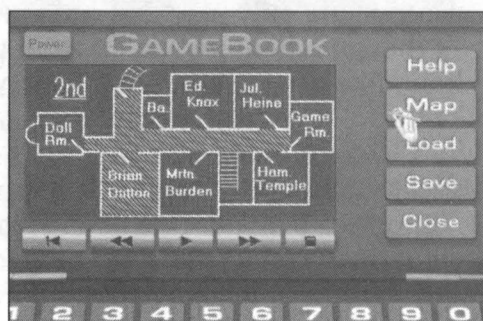 Power
GAMEBOOK
2nd
Doll Rm.
Ba.
Ed. Knox
Jul. Heine
Game Rm.
Brian Dutton
Mrtn. Burden
Ham. Temple
Help
Map
Load
Save
Close
1 2 3 4 5 6 7 8 9 0